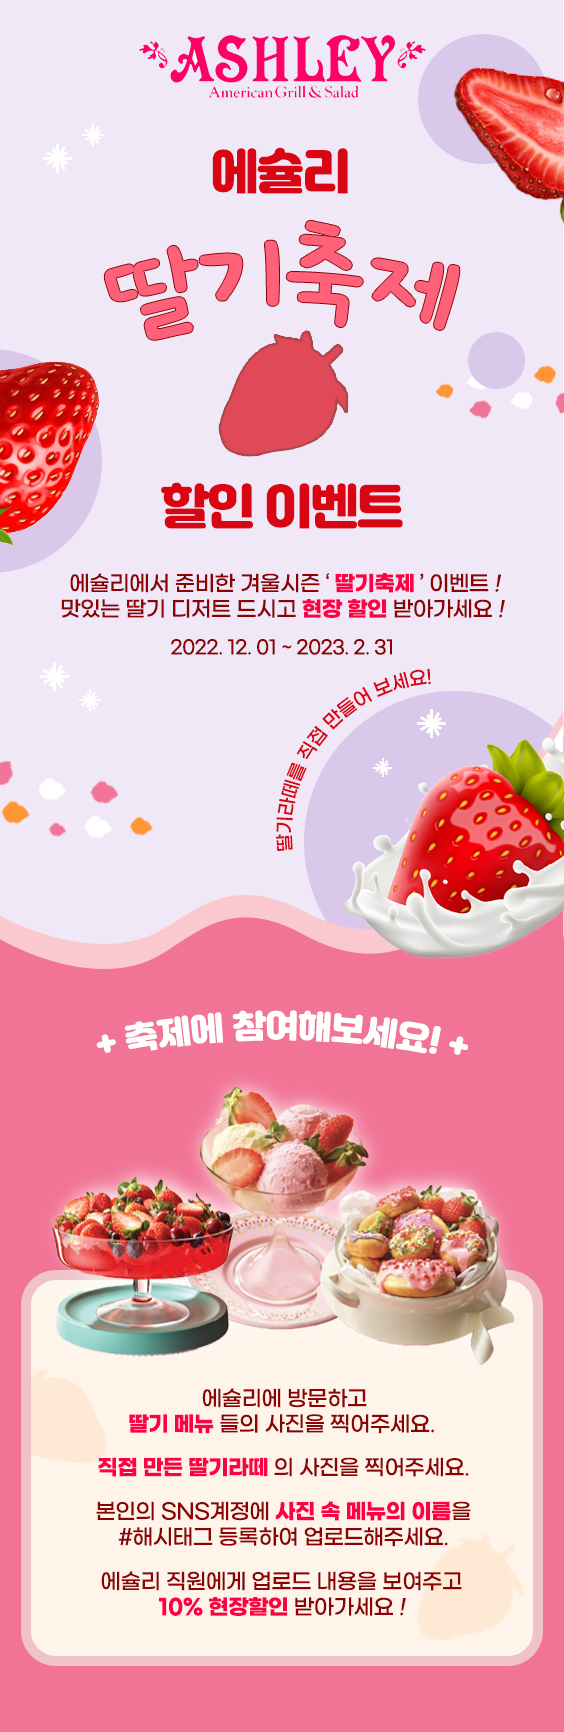 ASHLEY
American Grill & Salad
에슐리
딸기축제
할인 이벤트
에슐리에서 준비한 겨울시즌 ‘ 딸기축제 ’ 이벤트 !
맛있는 딸기 디저트 드시고 현장 할인 받아가세요 !
2022. 12. 01 ~ 2023. 2. 31
딸기라떼를 직접 만들어 보세요!
+ 축제에 참여해보세요! +
에슐리에 방문하고
딸기 메뉴 들의 사진을 찍어주세요.
직접 만든 딸기라떼 의 사진을 찍어주세요.
본인의 SNS계정에 사진 속 메뉴의 이름을
#해시태그 등록하여 업로드해주세요.
에슐리 직원에게 업로드 내용을 보여주고
10% 현장할인 받아가세요 !